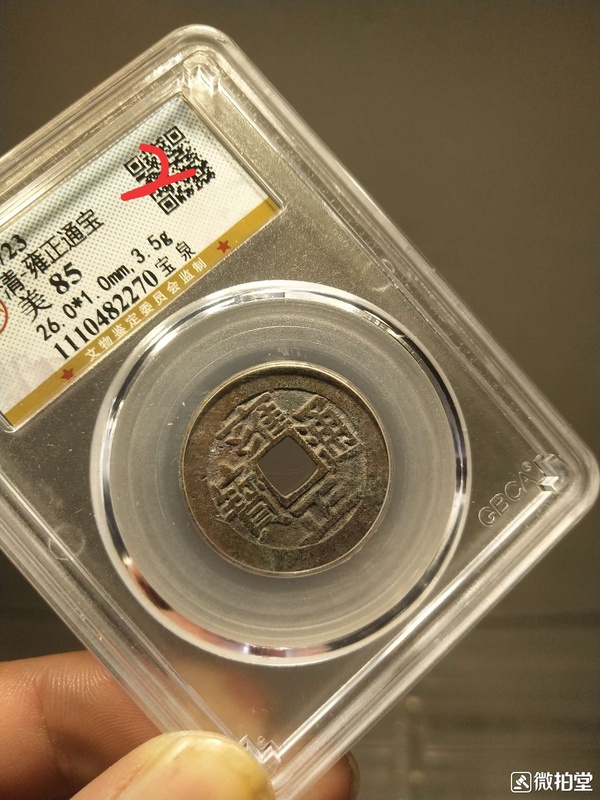 /23
清·雍正通宝
美 85
26.0*1.0mm,3.5g
1110482270 宝泉
文物鉴定委员会监制
雍正通寶
GBCA
微拍堂